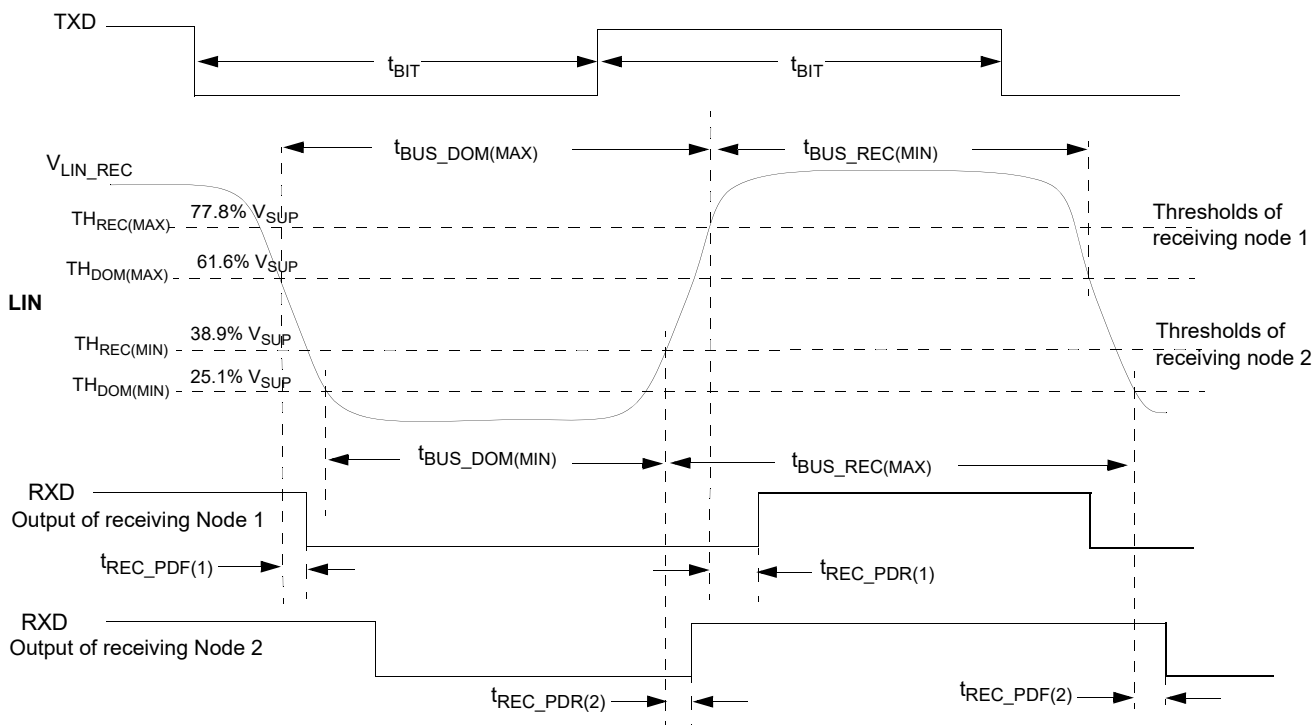 TXD
tBIT
tBIT
tBUS_DOM(MAX)
tBUS_REC(MIN)
VLIN_REC
THREC(MAX) 77.8% VSUP
Thresholds of
receiving node 1
THDOM(MAX) 61.6% VSUP
LIN
THREC(MIN) 38.9% VSUP
Thresholds of
receiving node 2
THDOM(MIN) 25.1% VSUP
tBUS_DOM(MIN)
tBUS_REC(MAX)
RXD
Output of receiving Node 1
tREC_PDF(1)
tREC_PDR(1)
RXD
Output of receiving Node 2
tREC_PDR(2)
tREC_PDF(2)